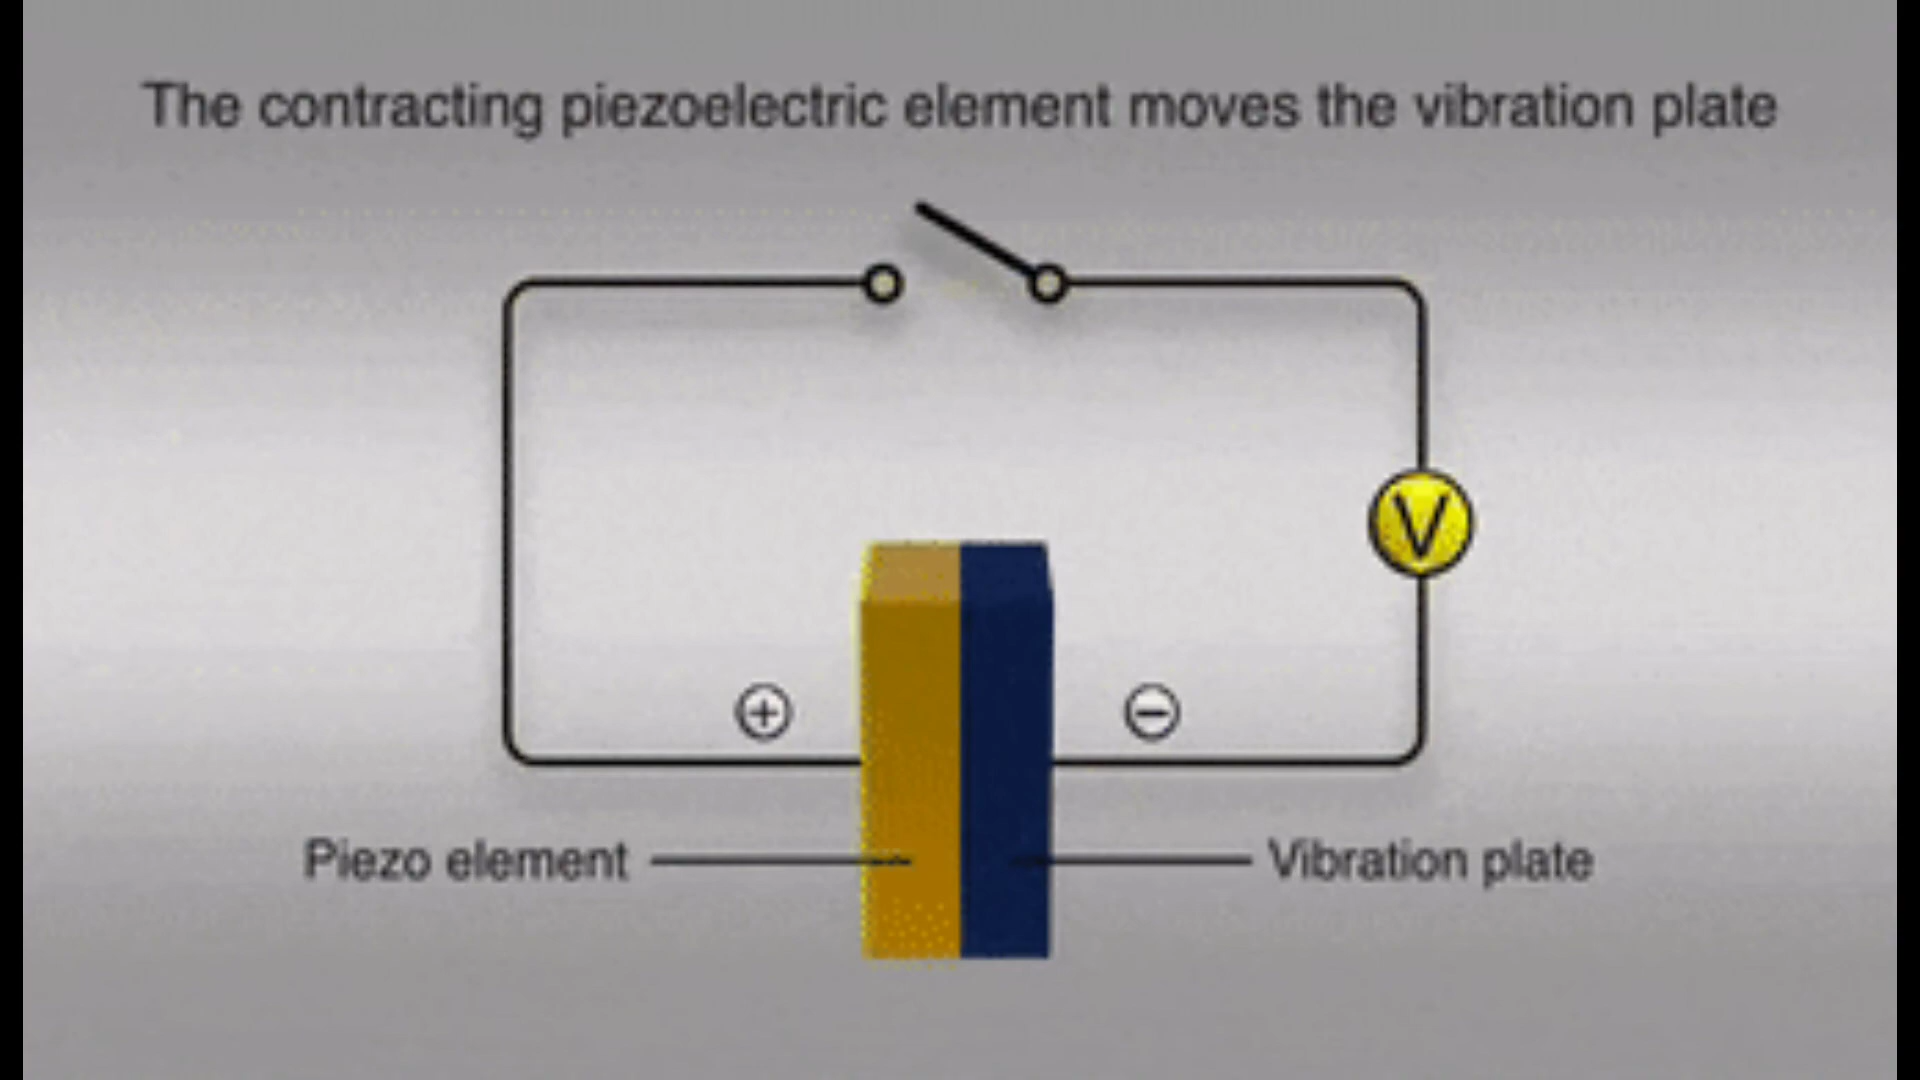 The contracting piezoelectric element moves the vibration plate
V
+ −
Piezo element Vibration plate